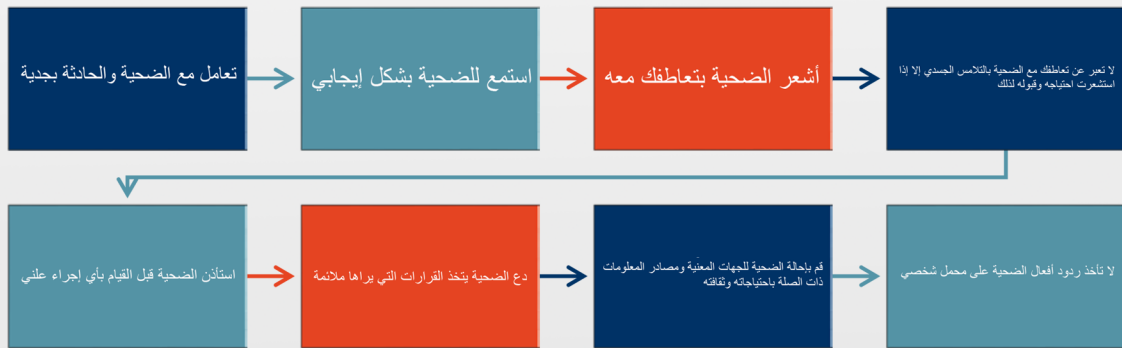 تعامل مع الضحية والحادثة بجدية
استمع للضحية بشكل إيجابي
أشعر الضحية بتعاطفك معه
لا تعبر عن تعاطفك مع الضحية بالتلامس الجسدي إلا إذا
استشعرت احتياجه وقبوله لذلك
استأذن الضحية قبل القيام بأي إجراء علني
دع الضحية يتخذ القرارات التي يراها ملائمة
قم بإحالة الضحية للجهات المعنية ومصادر المعلومات
ذات الصلة باحتياجاته وثقافته
لا تأخذ ردود أفعال الضحية على محمل شخصي